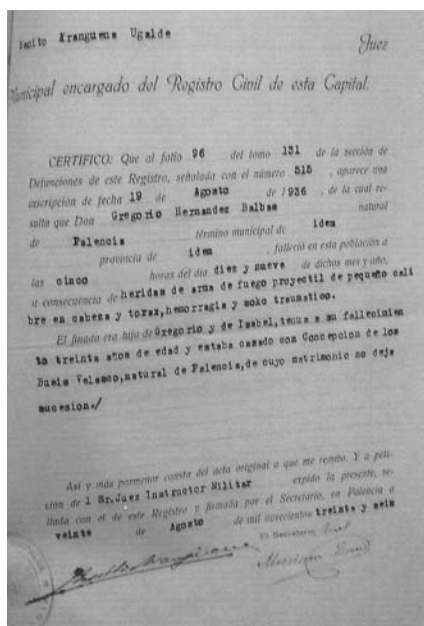 Benito Aranguena Ugalde
Juez
Municipal encargado del Registro Civil de esta Capital.
CERTIFICO: Que al folio 96 del tomo 131 de la sección de
Defunciones de este Registro, señalada con el número 515 , aparece una
inscripción de fecha 19 de Agosto de 1936 , de la cual re-
sulta que Don Gregorio Hernandez Balbas natural
de Palencia término municipal de idem
provincia de idem , falleció en esta población a
las cinco horas del día diez y nueve de dichos mes y año,
a consecuencia de heridas de arma de fuego proyectil de pequeño cali
bre en cabeza y torax, hemorragia y soko traumatico.
El finado era hijo de Gregorio y de Isabel, tenua a su fallecimien
to treinta años de edad y estaba casado con Concepcion de los
Bueis Velasco, natural de Palencia, de cuyo matrimonio no deja
sucesion./
Así y más pormenor consta del acta original a que me remito. Y a peti-
ción de l Sr. Juez Instructor Militar expido la presente, se-
llada con el de este Registro y firmada por el Secretario, en Palencia a
veinte de Agosto de mil novecientos treinta y seis
El Secretario,